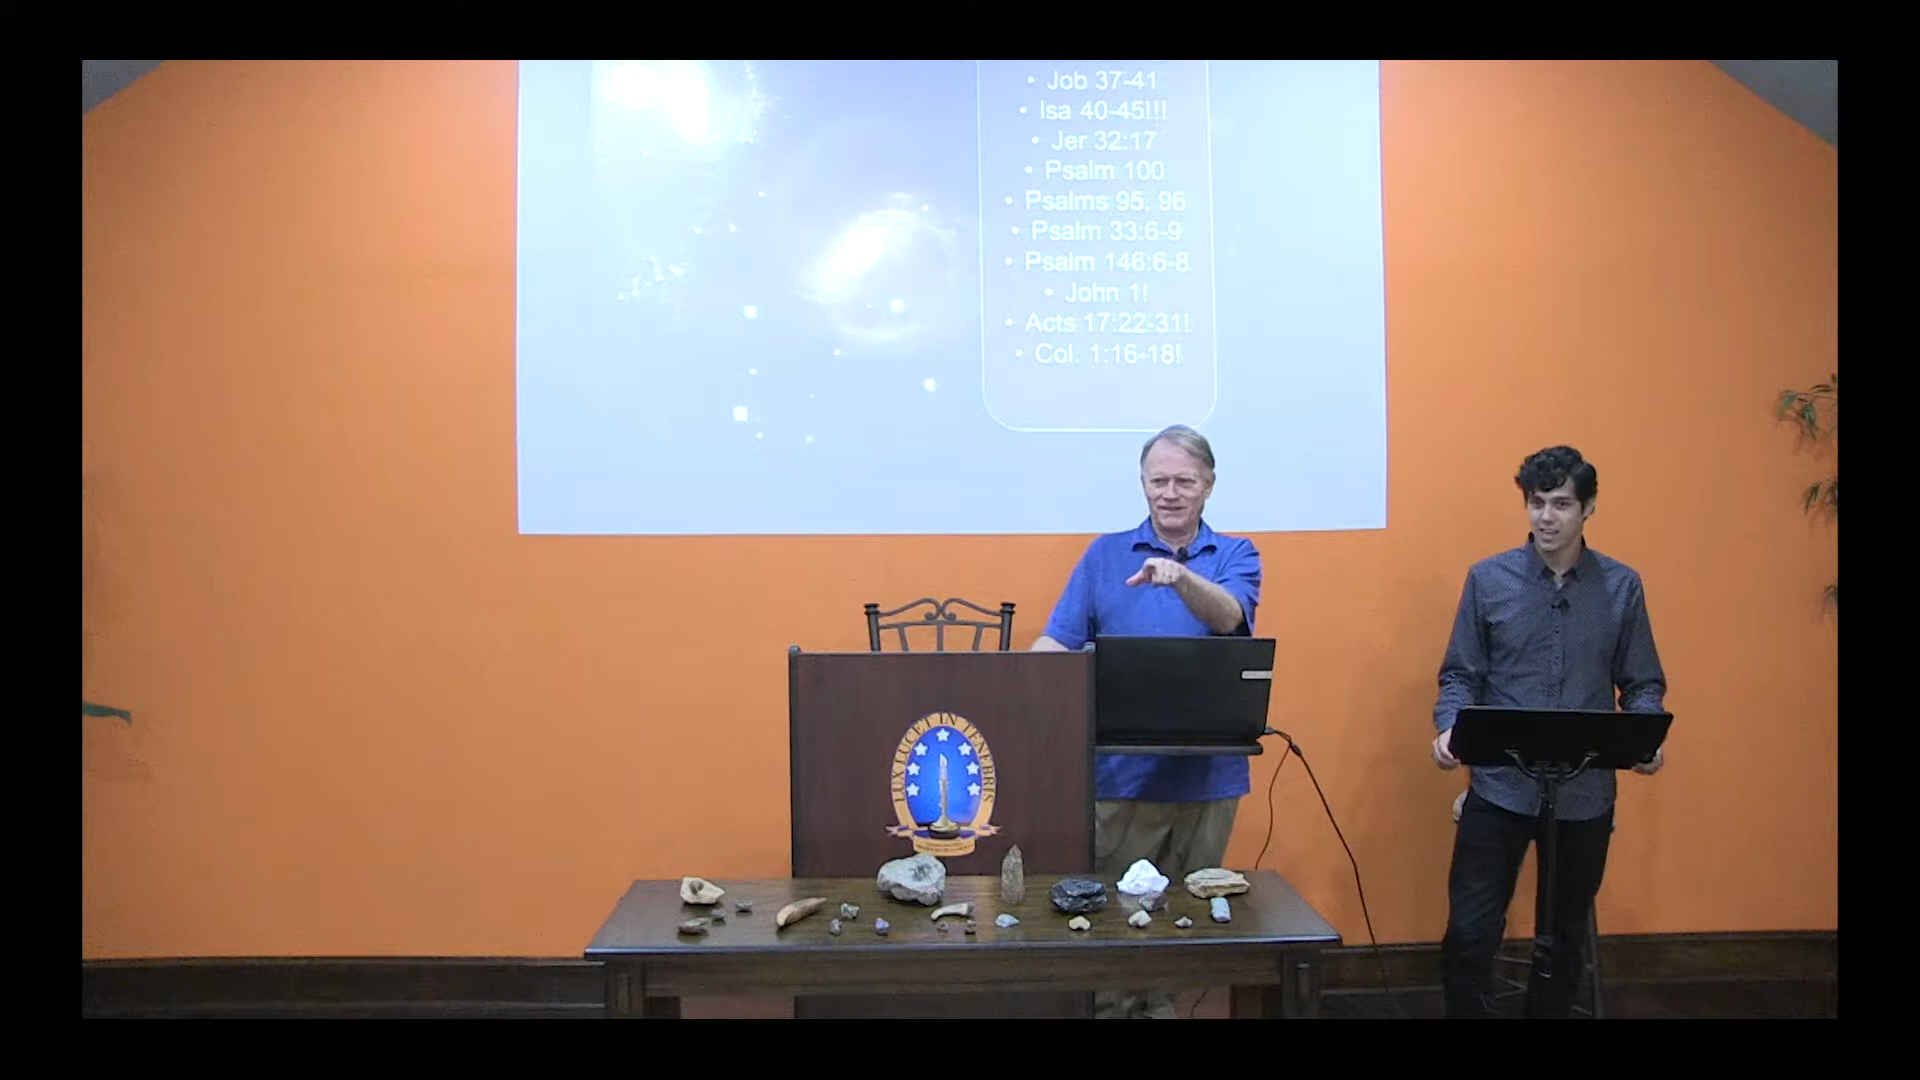 • Job 37-41
• Isa 40-45!!!
• Jer 32:17
• Psalm 100
• Psalms 95, 96
• Psalm 33:6-9
• Psalm 146:6-8
• John 1!
• Acts 17:22-31!
• Col. 1:16-18!
LUX LUCET IN TENEBRIS